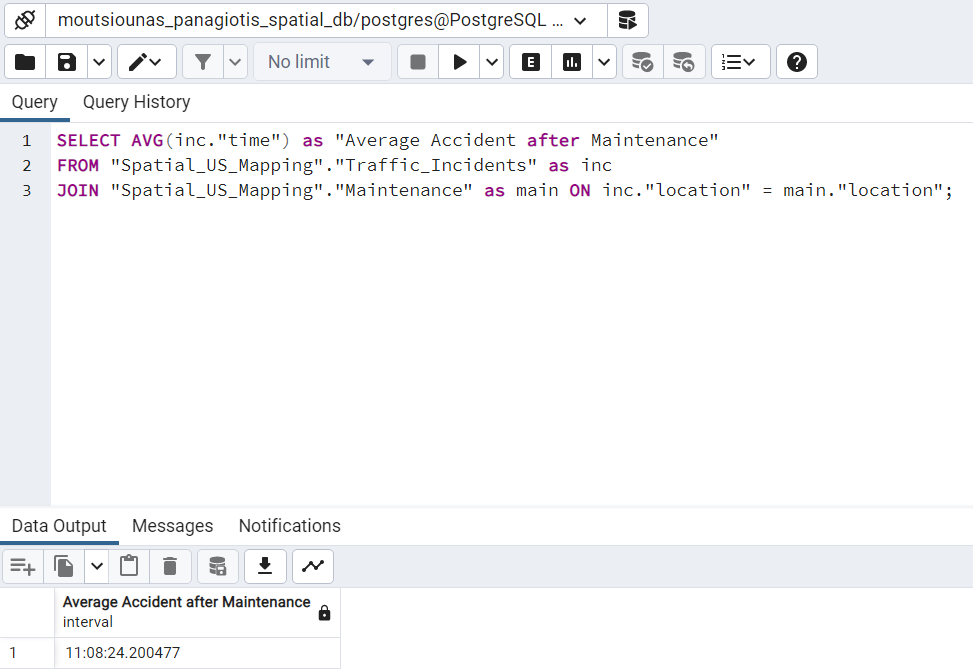 moutsiounas_panagiotis_spatial_db/postgres@PostgreSQL ...
No limit
E
Query Query History
1 SELECT AVG(inc."time") as "Average Accident after Maintenance"
2 FROM "Spatial_US_Mapping"."Traffic_Incidents" as inc
3 JOIN "Spatial_US_Mapping"."Maintenance" as main ON inc."location" = main."location";
Data Output Messages Notifications
Average Accident after Maintenance
interval
1 11:08:24.200477